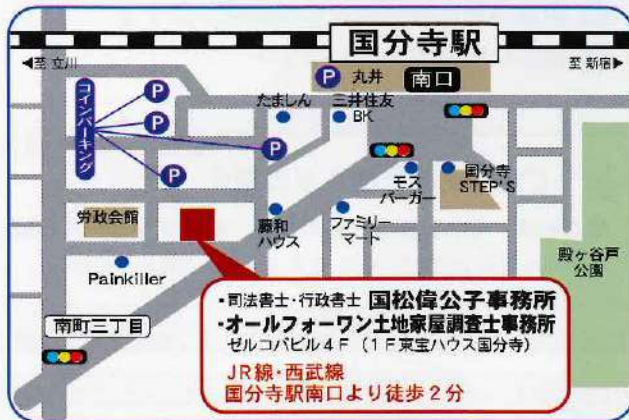 国分寺駅
◀至 立川
P 丸井 南口
至 新宿▶
コインパーキング
P
P
P
P
たましん
三井住友
BK
モス
バーガー
国分寺
STEP'S
労政会館
藤和
ハウス
ファミリー
マート
殿ヶ谷戸
公園
Painkiller
南町三丁目
・司法書士・行政書士 国松偉公子事務所
・オールフォーワン土地家屋調査士事務所
ゼルコバビル4F (1F東宝ハウス国分寺)
JR線・西武線
国分寺駅南口より徒歩2分